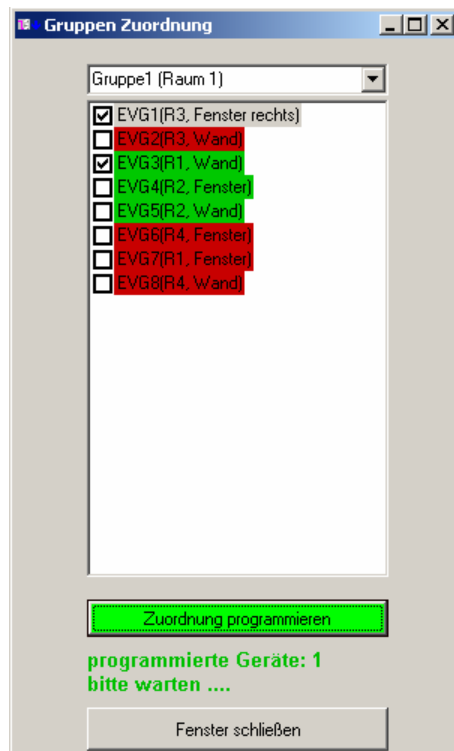 Gruppen Zuordnung
Gruppe1 (Raum 1)
EVG1(R3, Fenster rechts)
EVG2(R3, Wand)
EVG3(R1, Wand)
EVG4(R2, Fenster)
EVG5(R2, Wand)
EVG6(R4, Fenster)
EVG7(R1, Fenster)
EVG8(R4, Wand)
Zuordnung programmieren
programmierte Geräte: 1
bitte warten ....
Fenster schließen